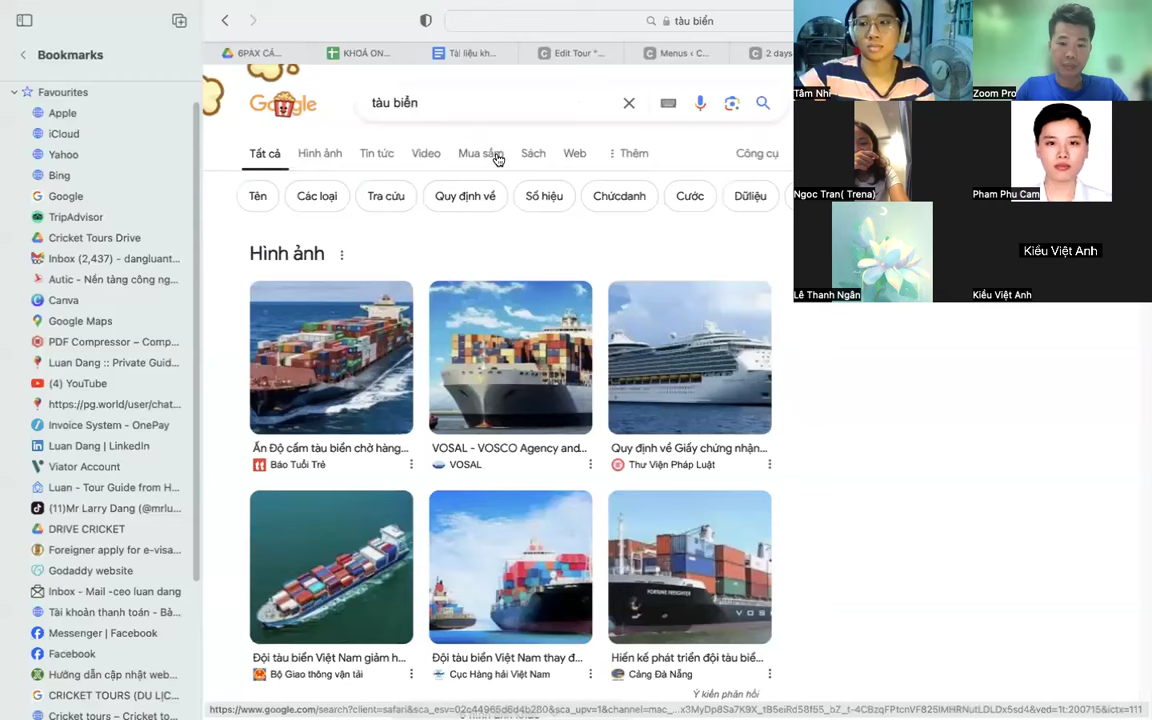 Bookmarks
Favourites
Apple
iCloud
Yahoo
Bing
Google
TripAdvisor
Cricket Tours Drive
Inbox (2,437) - dangluant...
Autic - Nền tảng công ng...
Canva
Google Maps
PDF Compressor – Comp...
Luan Dang :: Private Guid...
(4) YouTube
https://pg.world/user/chat...
Invoice System - OnePay
Luan Dang | LinkedIn
Viator Account
Luan - Tour Guide from H...
(11)Mr Larry Dang (@mrlu...
DRIVE CRICKET
Foreigner apply for e-visa...
Godaddy website
Inbox - Mail -ceo luan dang
Tài khoản thanh toán - Bả...
Messenger | Facebook
Facebook
Hướng dẫn cập nhật web...
CRICKET TOURS (DU LỊC...
Cricket tours – Cricket to...
tàu biển
6PAX CÁ...
KHOÁ ON...
Tài liệu kh...
Edit Tour "...
Menus ‹ C...
2 days
Google
tàu biển
Tất cả
Hình ảnh
Tin tức
Video
Mua sắm
Sách
Web
Thêm
Công cụ
Tên
Các loại
Tra cứu
Quy định về
Số hiệu
Chứcdanh
Cước
Dữliệu
Hình ảnh
Ấn Độ cấm tàu biển chở hàng...
Báo Tuổi Trẻ
VOSAL - VOSCO Agency and...
VOSAL
Quy định về Giấy chứng nhận...
Thư Viện Pháp Luật
Đội tàu biển Việt Nam giảm h...
Bộ Giao thông vận tải
Đội tàu biển Việt Nam thay đ...
Cục Hàng hải Việt Nam
FORTUNE FREIGHTER
Hiến kế phát triển đội tàu biể...
Cảng Đà Nẵng
Ý kiến phản hồi
Tâm Nhi
Zoom Pro
Ngoc Tran( Trena)
Pham Phu Cam
Lê Thanh Ngân
Kiều Việt Anh
Kiều Việt Anh